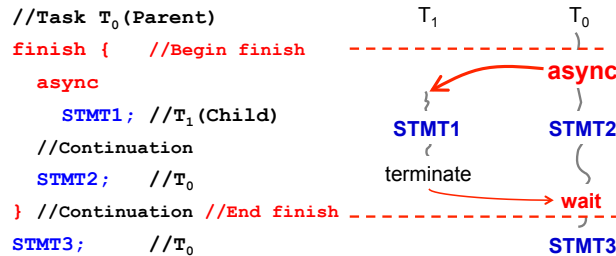 //Task T0(Parent)
finish { //Begin finish
async
STMT1; //T1(Child)
//Continuation
STMT2; //T0
} //Continuation //End finish
STMT3; //T0
T1 T0
async
STMT1 STMT2
terminate
wait
STMT3